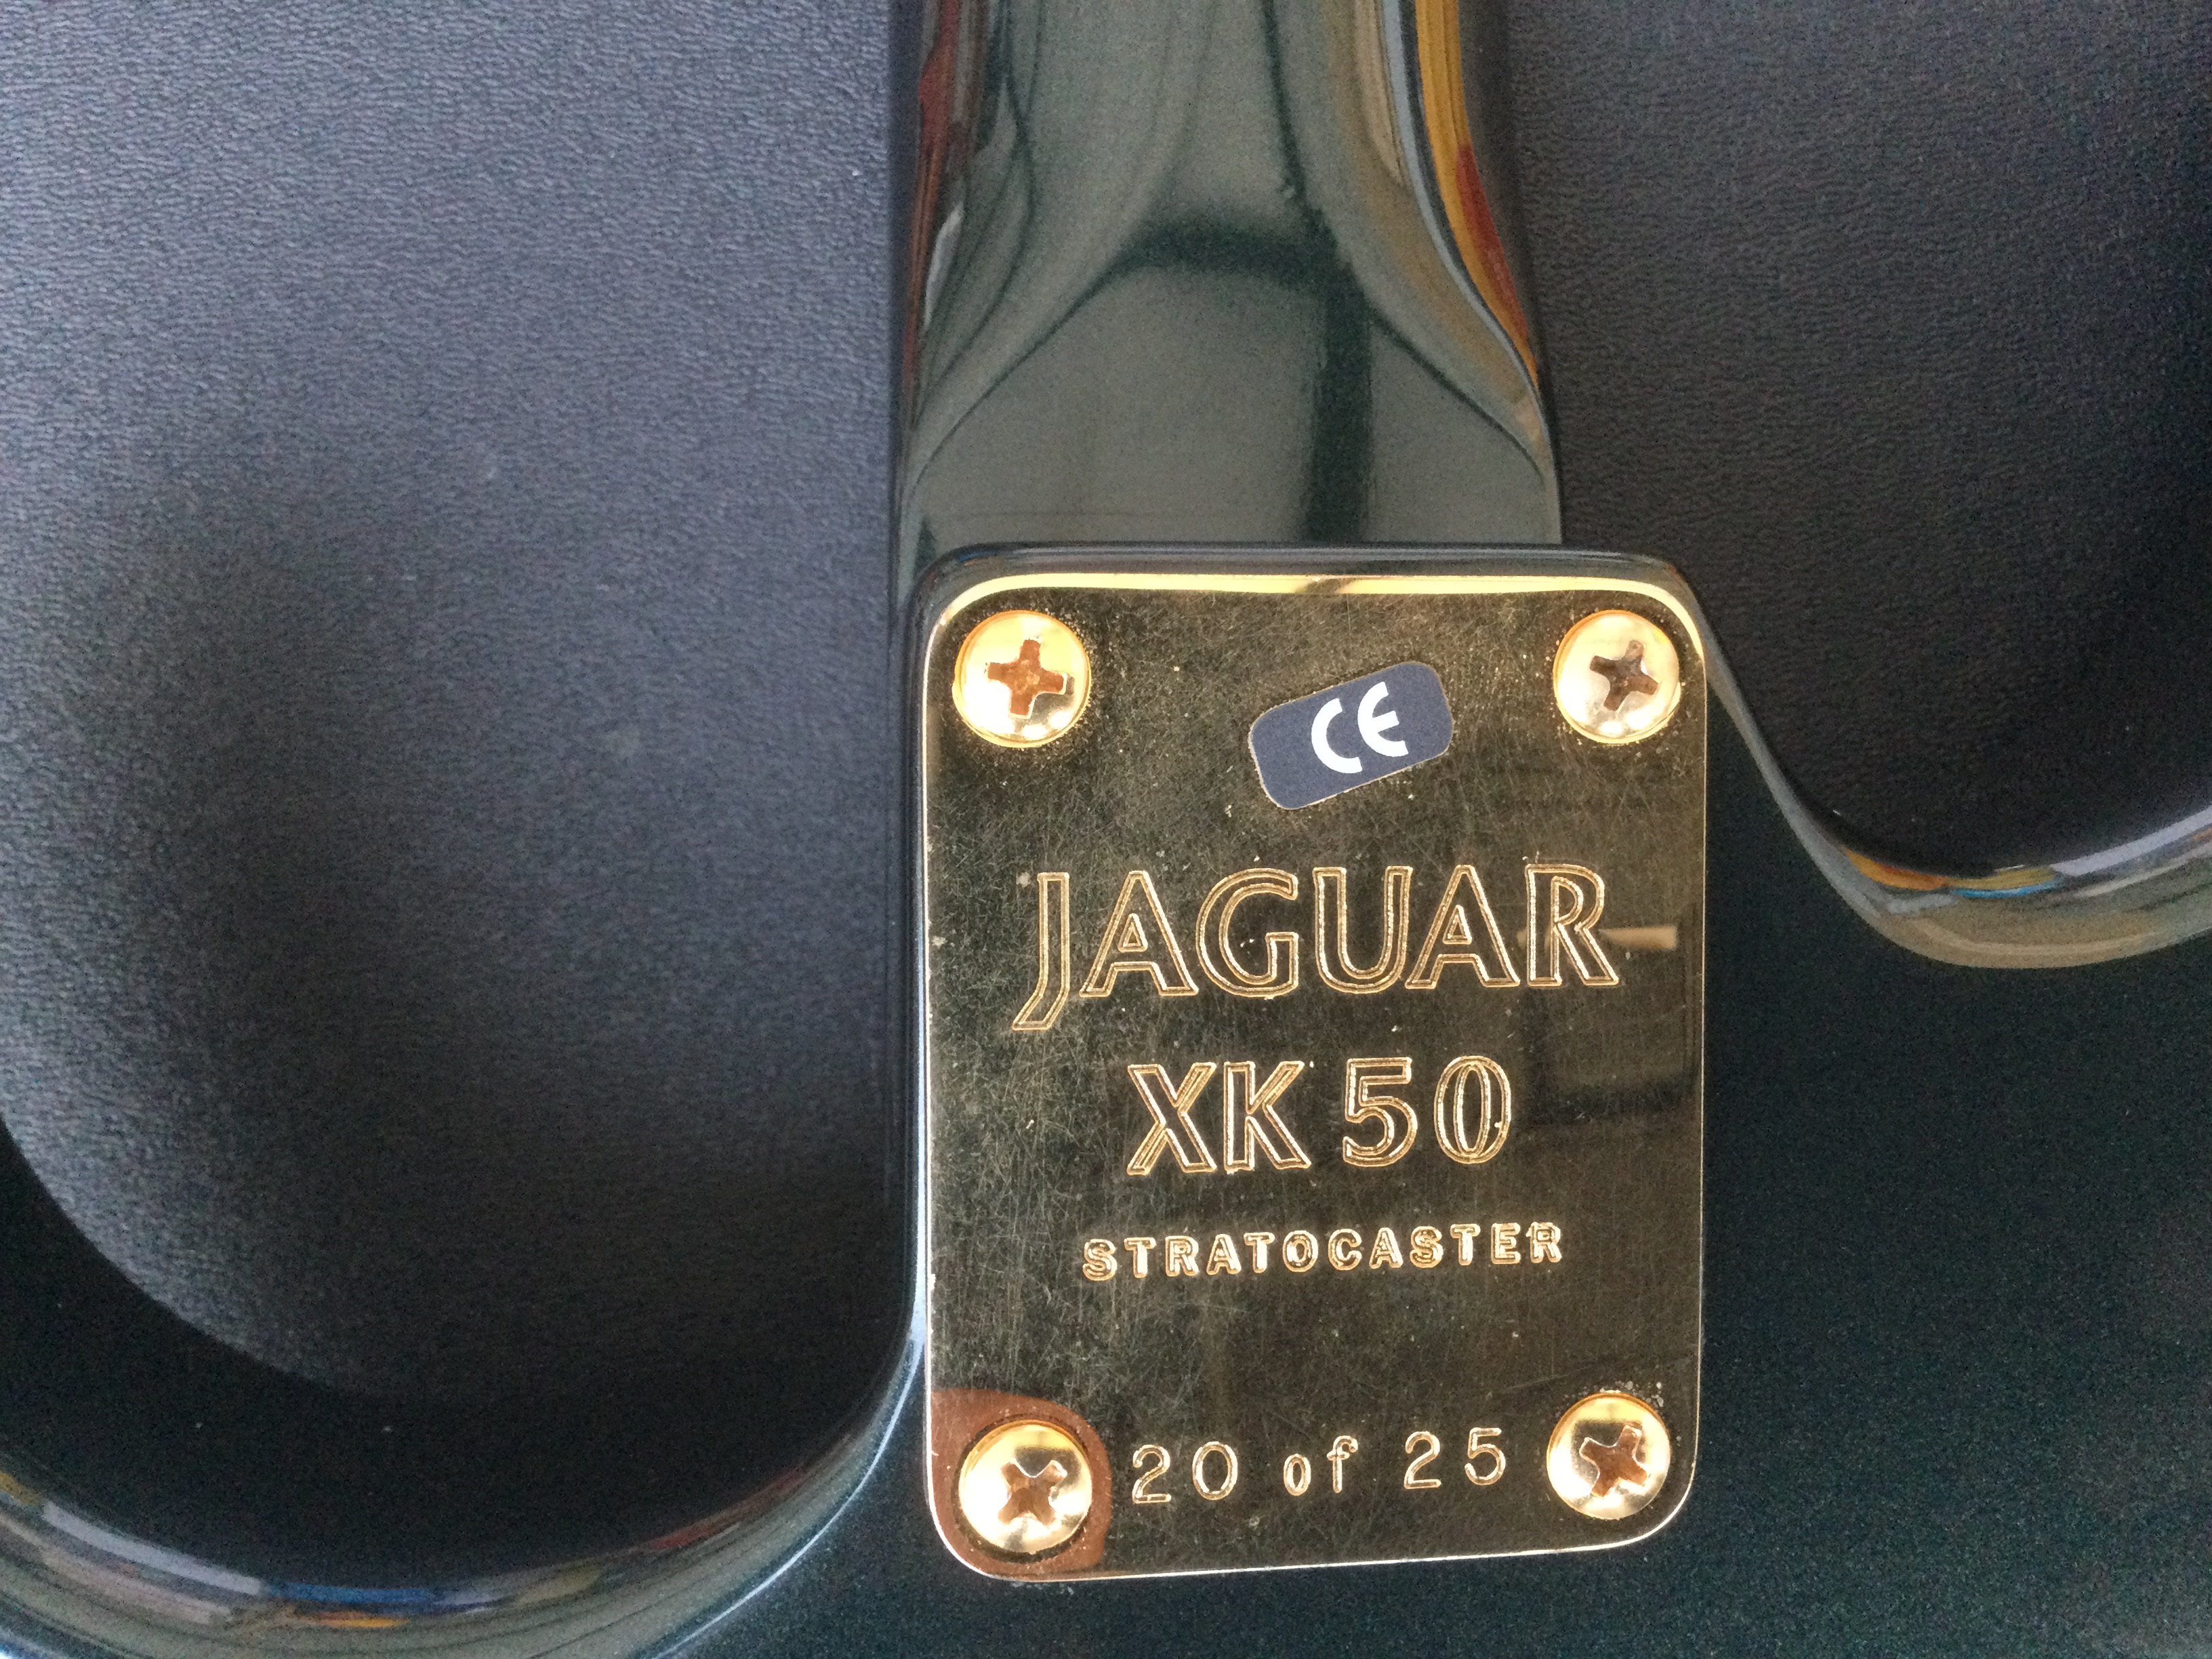 CE
JAGUAR
XK 50
STRATOCASTER
20 of 25